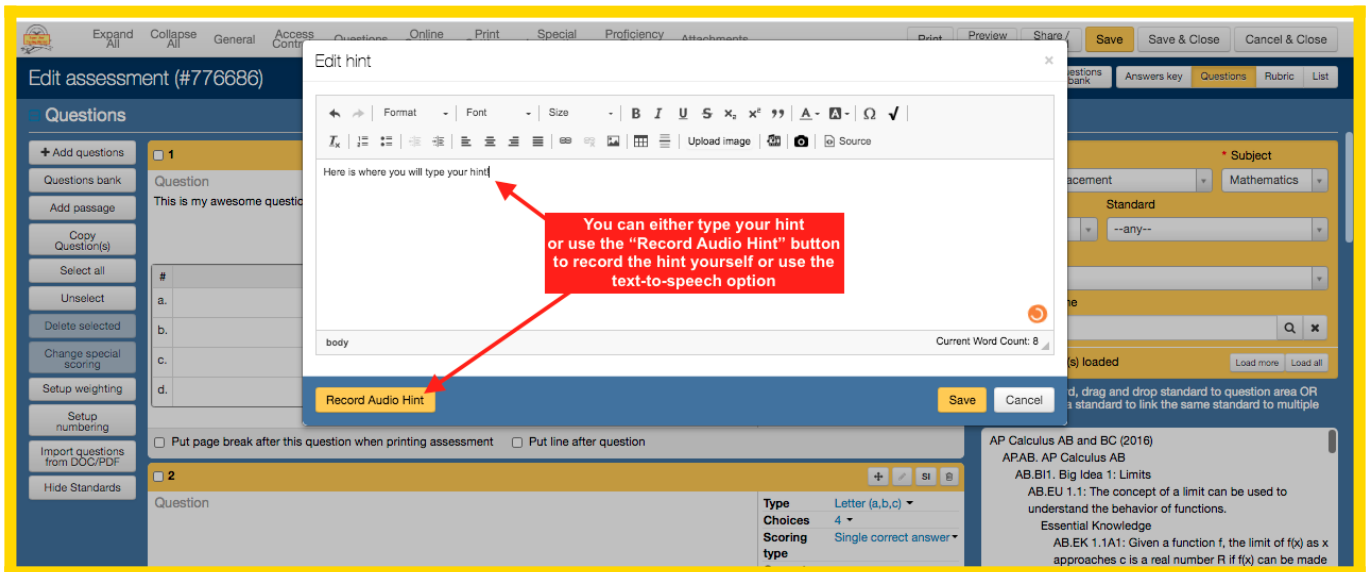 Expand All
Collapse All
General
Access
Questions
Online
Print
Special
Proficiency
Attachments
Print
Preview
Share /
Save
Save & Close
Cancel & Close
Edit assessment (#776686)
bank
Answers key
Questions
Rubric
List
Questions
+ Add questions
Questions bank
Add passage
Copy
Question(s)
Select all
Unselect
Delete selected
Change special
scoring
Setup weighting
Setup
numbering
Import questions
from DOC/PDF
Hide Standards
1
Question
This is my awesome questic
#
a.
b.
c.
d.
Put page break after this question when printing assessment
Put line after question
2
SI
Question
Type
Letter (a,b,c)
Choices
4
Scoring
type
Single correct answer
Edit hint
×
Format
Font
Size
B I U S x₂ x² ” A A Ω √
Tx
Upload image
Source
Here is where you will type your hint!
You can either type your hint
or use the “Record Audio Hint” button
to record the hint yourself or use the
text-to-speech option
body
Current Word Count: 8
Record Audio Hint
Save
Cancel
* Subject
acement
Mathematics
Standard
--any--
(s) loaded
Load more
Load all
d, drag and drop standard to question area OR
a standard to link the same standard to multiple
AP Calculus AB and BC (2016)
AP.AB. AP Calculus AB
AB.BI1. Big Idea 1: Limits
AB.EU 1.1: The concept of a limit can be used to
understand the behavior of functions.
Essential Knowledge
AB.EK 1.1A1: Given a function f, the limit of f(x) as x
approaches c is a real number R if f(x) can be made